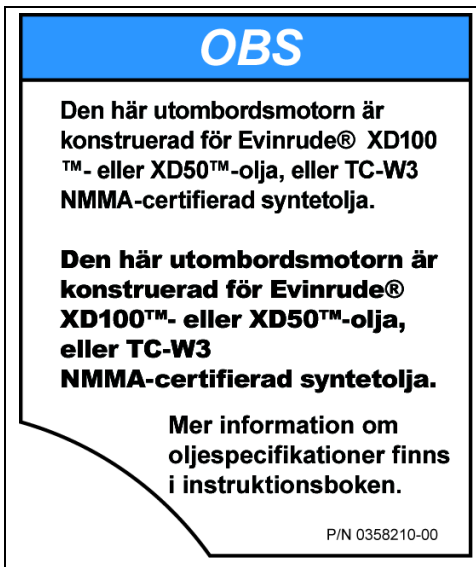 OBS
Den här utombordsmotorn är
konstruerad för Evinrude® XD100
™- eller XD50™-olja, eller TC-W3
NMMA-certifierad syntetolja.
Den här utombordsmotorn är
konstruerad för Evinrude®
XD100™- eller XD50™-olja,
eller TC-W3
NMMA-certifierad syntetolja.
Mer information om
oljespecifikationer finns
i instruktionsboken.
P/N 0358210-00